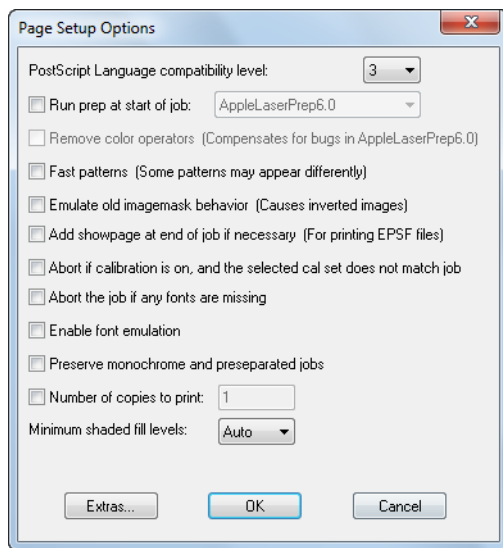 Page Setup Options
PostScript Language compatibility level: 3
Run prep at start of job: AppleLaserPrep6.0
Remove color operators (Compensates for bugs in AppleLaserPrep6.0)
Fast patterns (Some patterns may appear differently)
Emulate old imagemask behavior (Causes inverted images)
Add showpage at end of job if necessary (For printing EPSF files)
Abort if calibration is on, and the selected cal set does not match job
Abort the job if any fonts are missing
Enable font emulation
Preserve monochrome and preseparated jobs
Number of copies to print: 1
Minimum shaded fill levels: Auto
Extras... OK Cancel